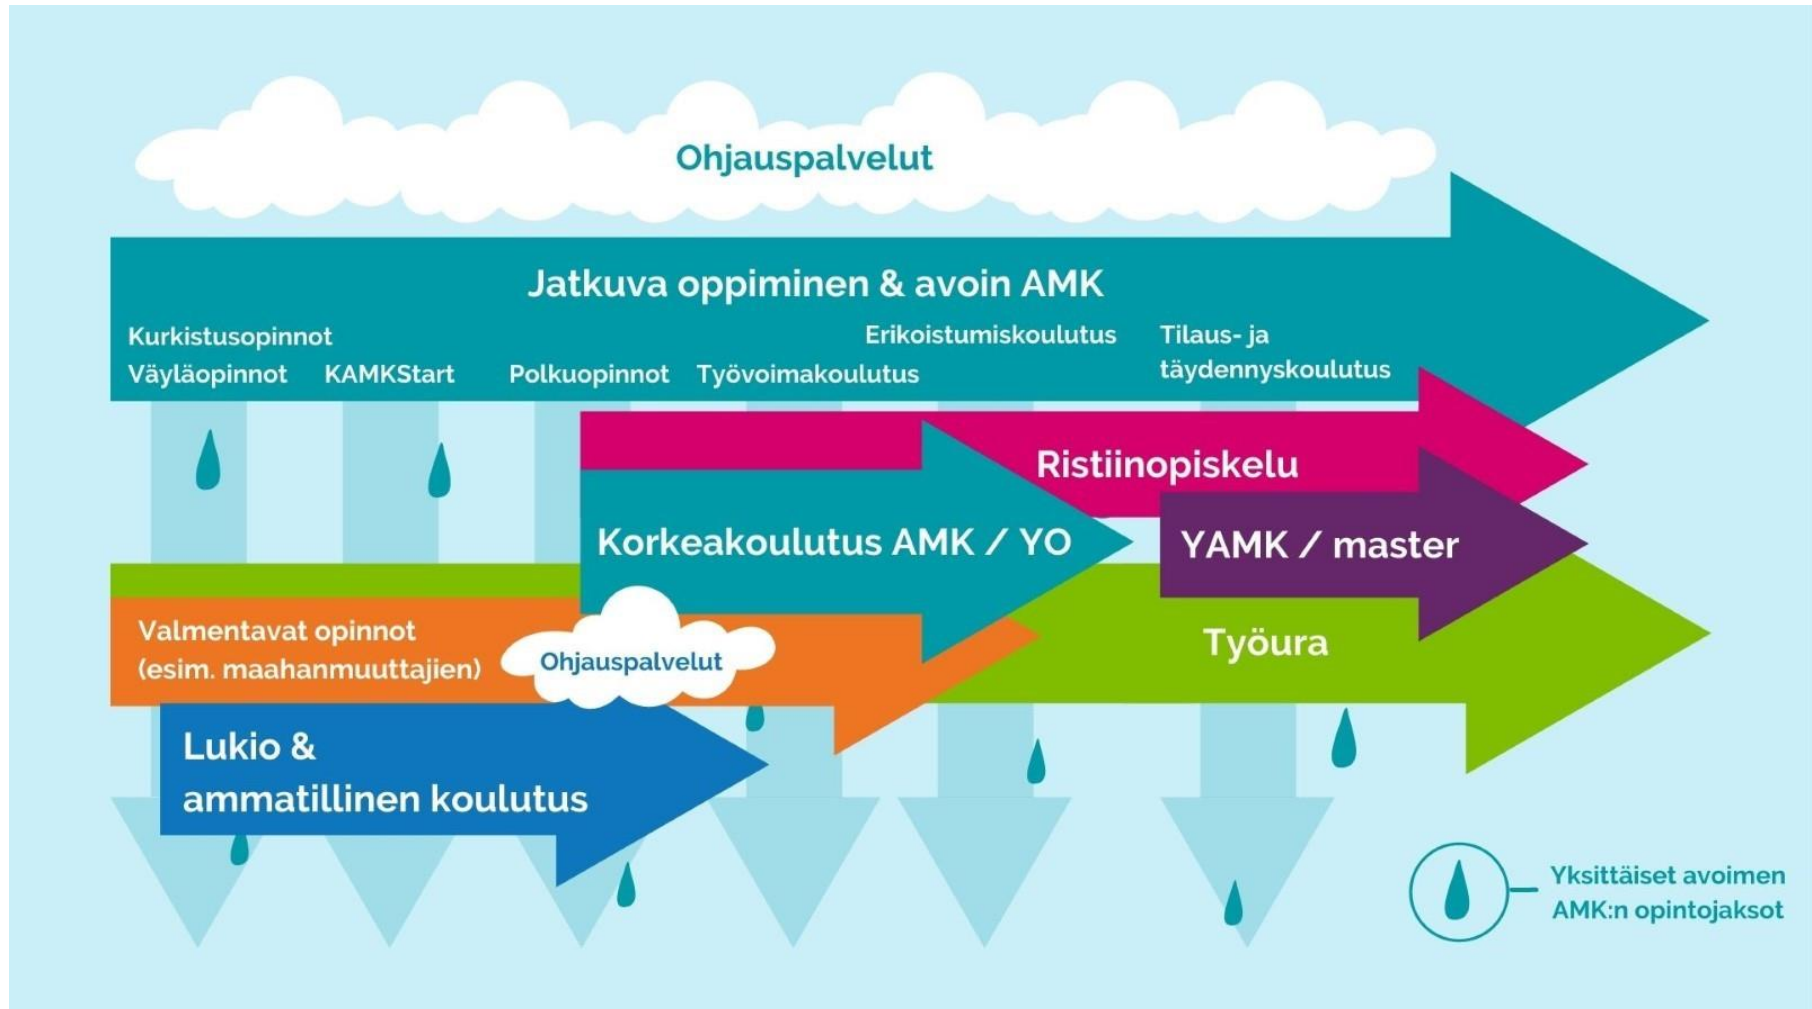 Ohjauspalvelut
Jatkuva oppiminen & avoin AMK
Kurkistusopinnot
Väyläopinnot
KAMKStart
Polkuopinnot
Työvoimakoulutus
Erikoistumiskoulutus
Tilaus- ja
täydennyskoulutus
Ristiinopiskelu
Korkeakoulutus AMK / YO
YAMK / master
Valmentavat opinnot
(esim. maahanmuuttajien)
Ohjauspalvelut
Työura
Lukio &
ammatillinen koulutus
Yksittäiset avoimen
AMK:n opintojaksot